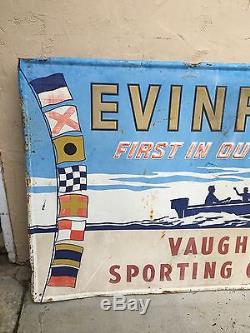 EVINR
FIRST IN OU
VAUGH
SPORTING G